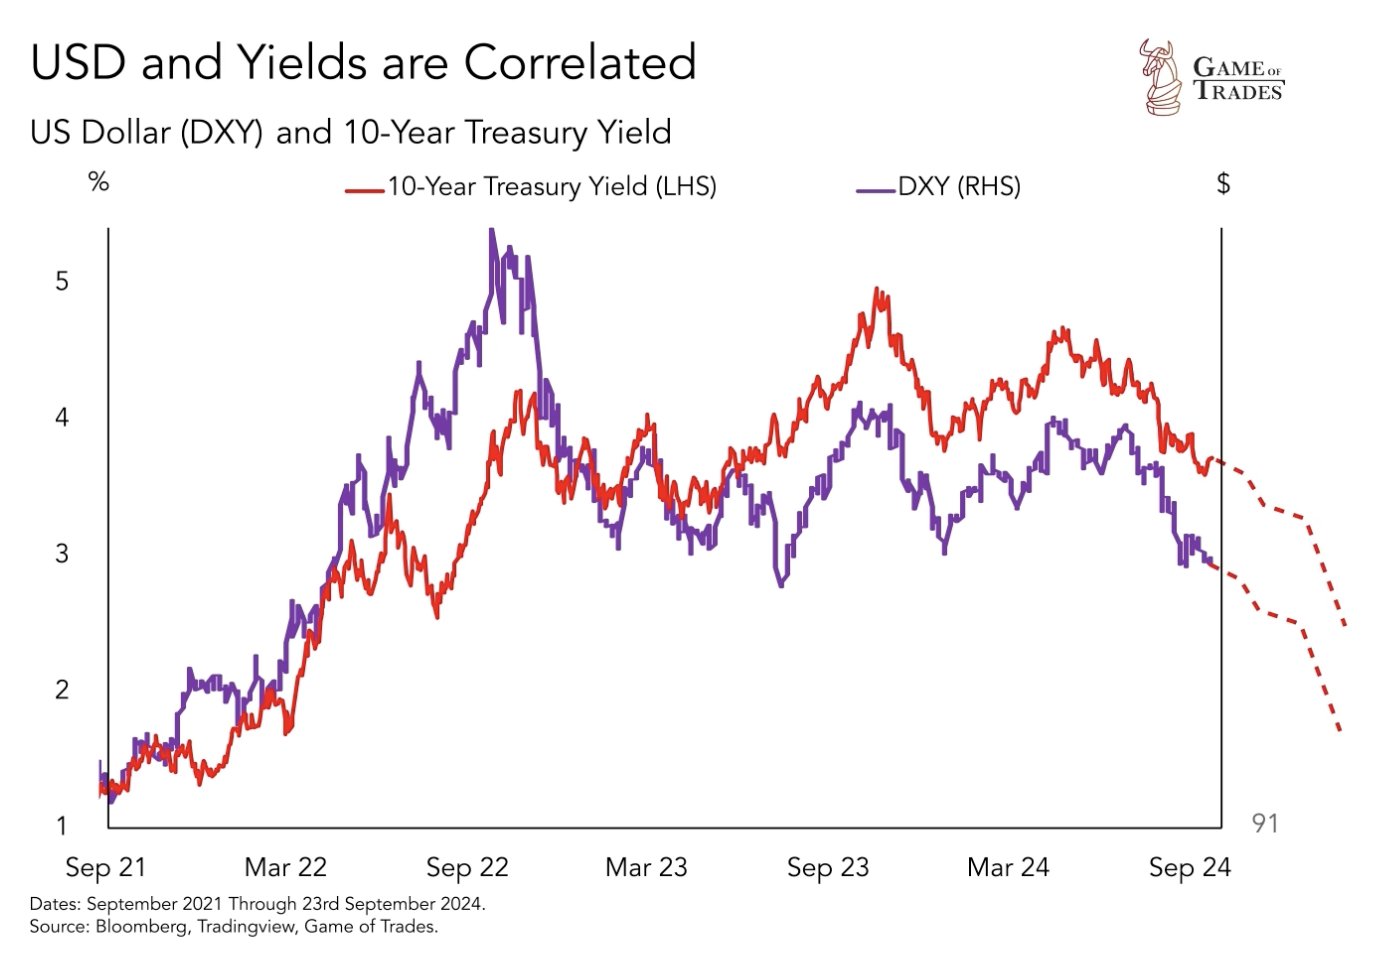 USD and Yields are Correlated
GAME OF
TRADES
US Dollar (DXY) and 10-Year Treasury Yield
%
10-Year Treasury Yield (LHS)
DXY (RHS)
$
5
4
3
2
1
91
Sep 21
Mar 22
Sep 22
Mar 23
Sep 23
Mar 24
Sep 24
Dates: September 2021 Through 23rd September 2024.
Source: Bloomberg, Tradingview, Game of Trades.